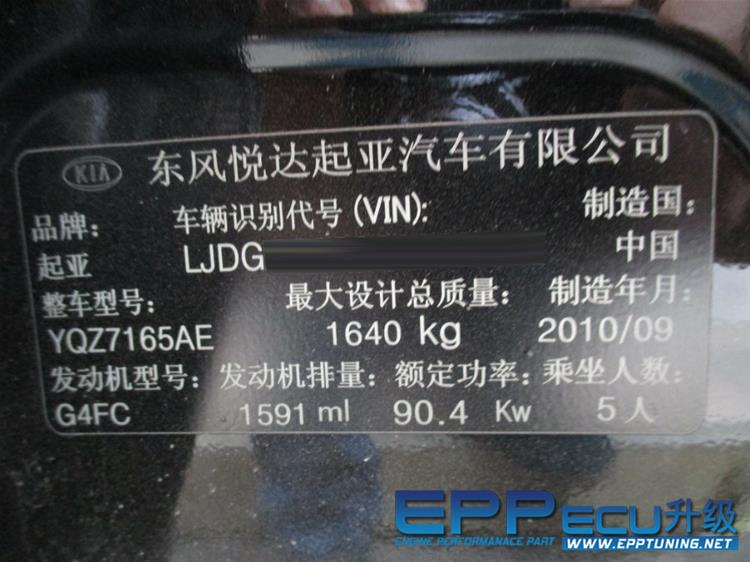 KIA 东风悦达起亚汽车有限公司
品牌: 车辆识别代号(VIN): 制造国:
起亚 LJDG 中国
整车型号: 最大设计总质量: 制造年月:
YQZ7165AE 1640 kg 2010/09
发动机型号: 发动机排量: 额定功率: 乘坐人数:
G4FC 1591 ml 90.4 Kw 5人
EPP ECU升级
ENGINE PERFORMANACE PART WWW.EPPTUNING.NET